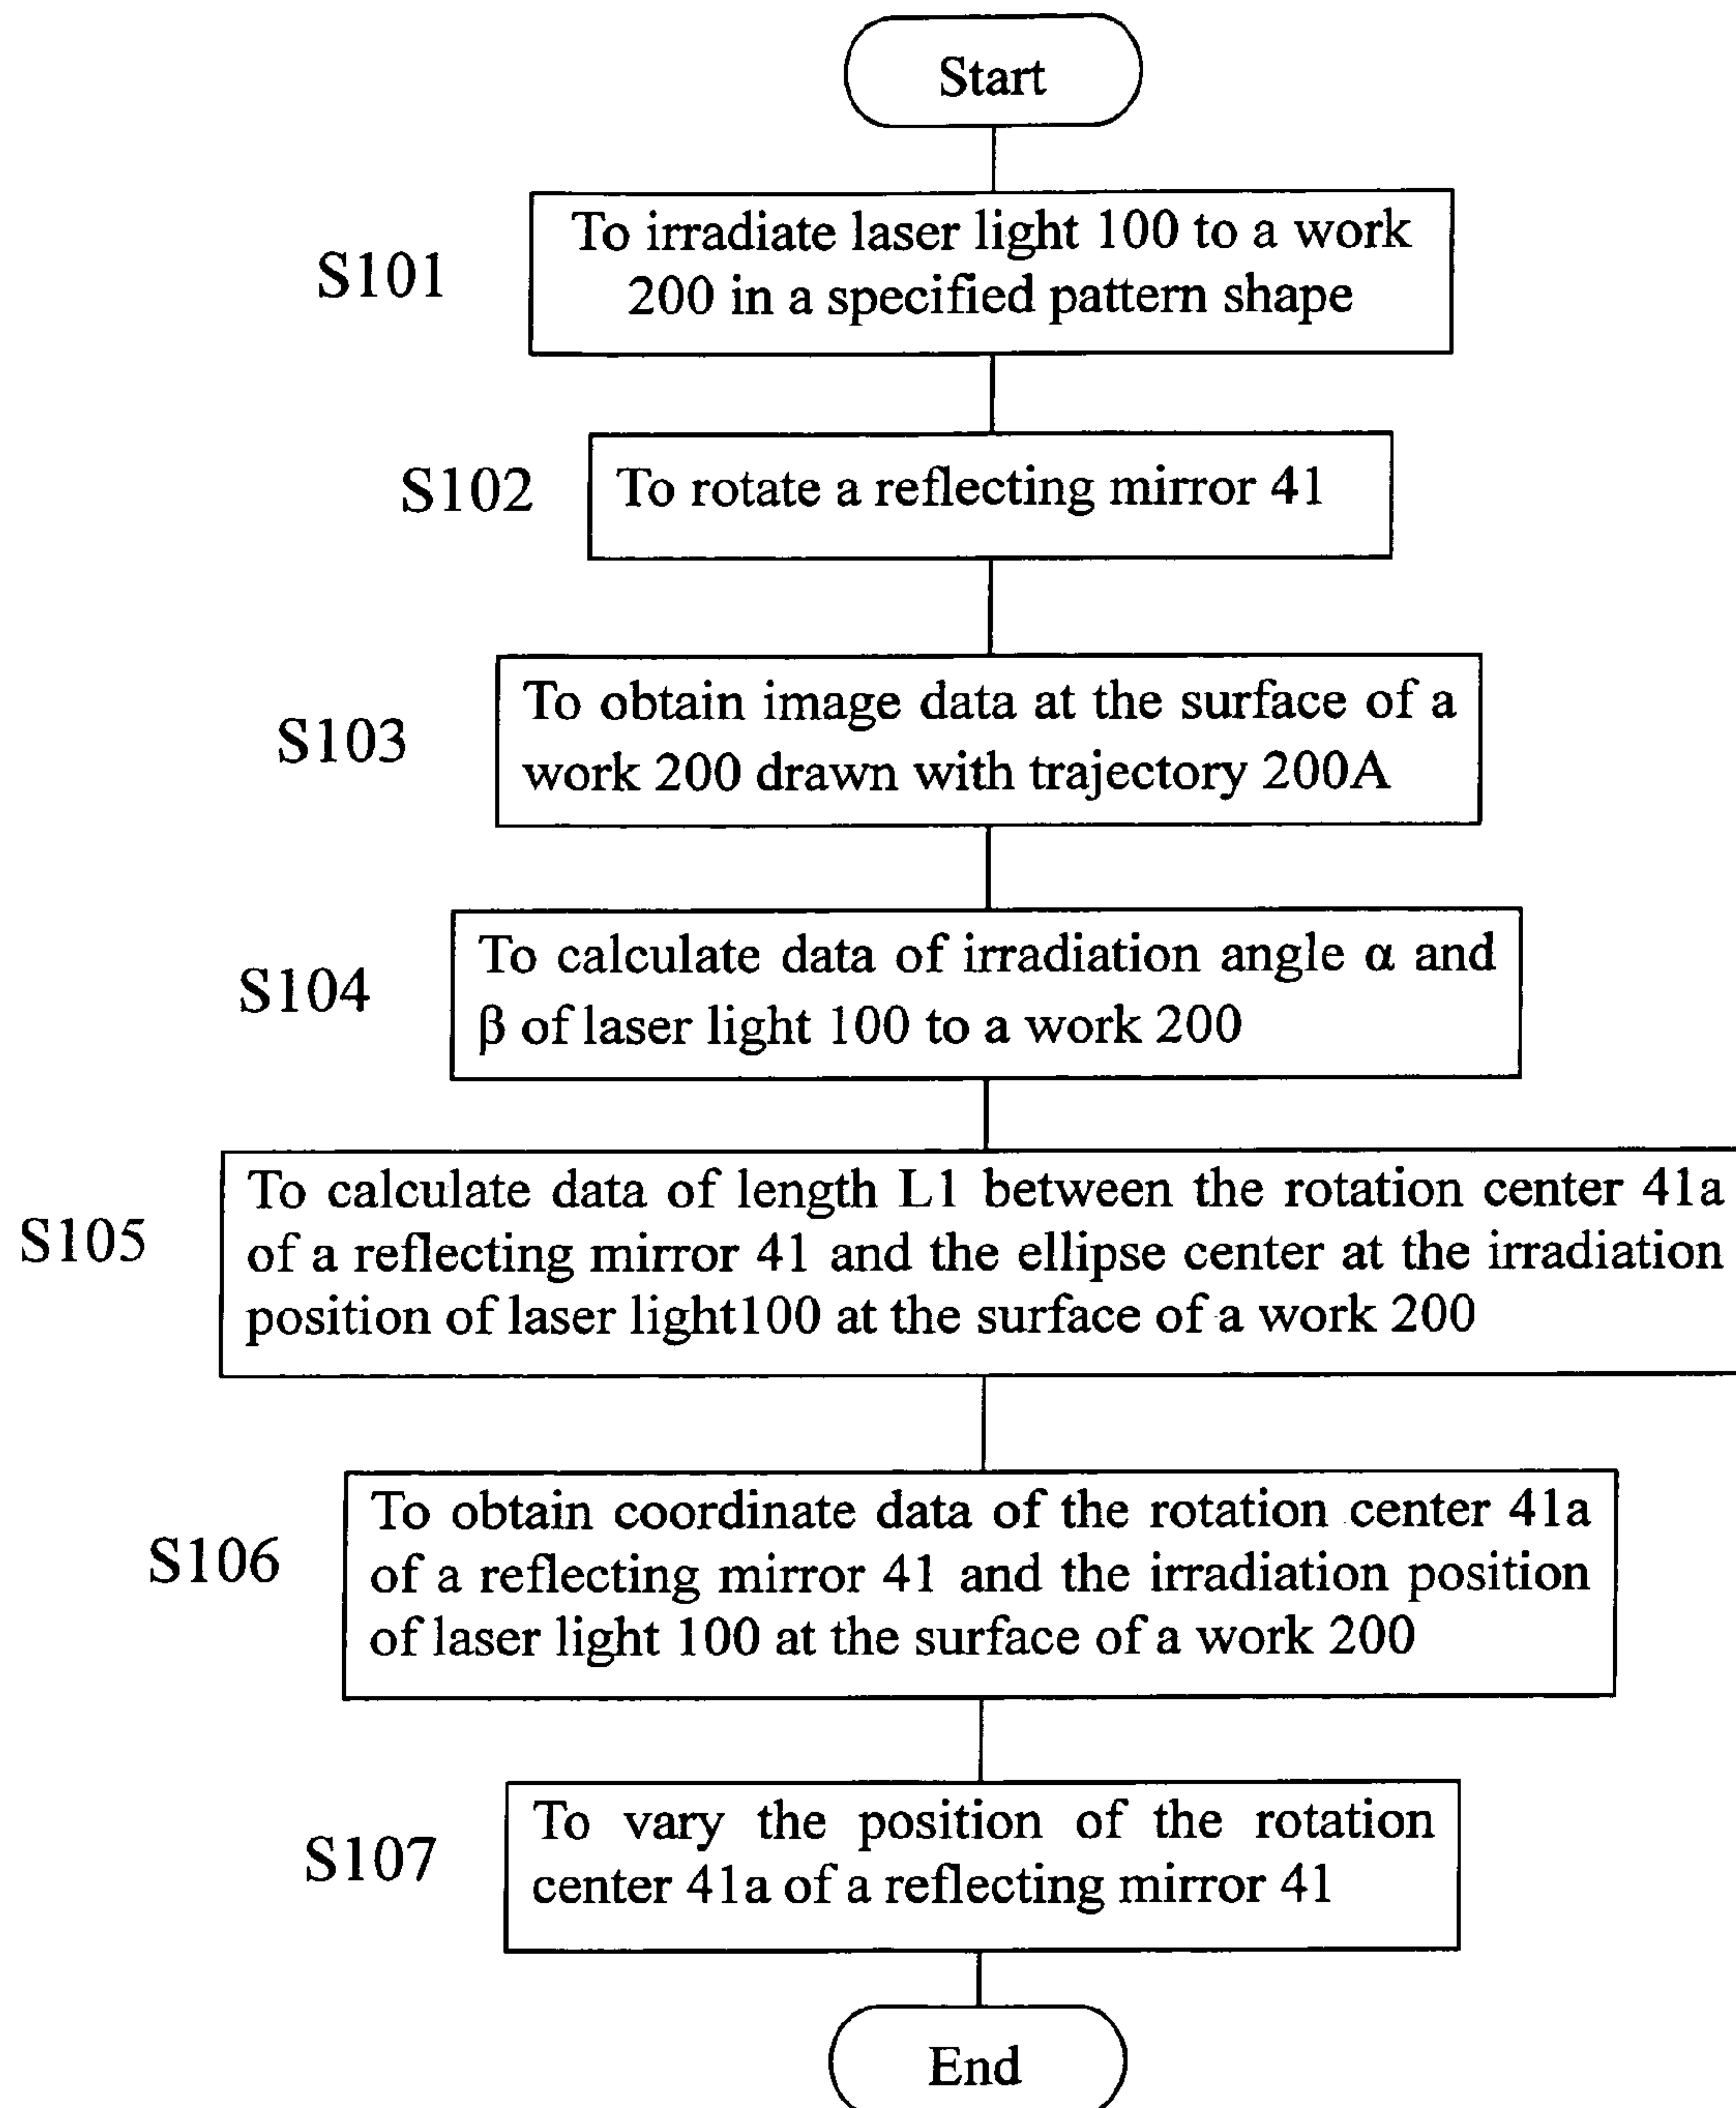 Start
S101
To irradiate laser light 100 to a work
200 in a specified pattern shape
S102
To rotate a reflecting mirror 41
S103
To obtain image data at the surface of a
work 200 drawn with trajectory 200A
S104
To calculate data of irradiation angle α and
β of laser light 100 to a work 200
S105
To calculate data of length L1 between the rotation center 41a
of a reflecting mirror 41 and the ellipse center at the irradiation
position of laser light100 at the surface of a work 200
S106
To obtain coordinate data of the rotation center 41a
of a reflecting mirror 41 and the irradiation position
of laser light 100 at the surface of a work 200
S107
To vary the position of the rotation
center 41a of a reflecting mirror 41
End